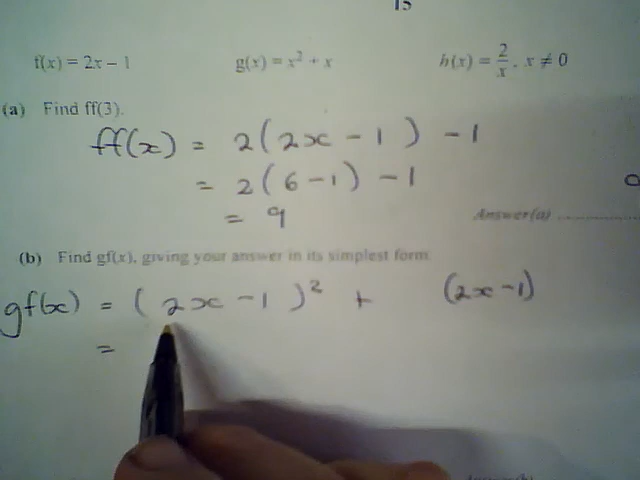 15
f(x) = 2x − 1 g(x) = x² + x h(x) = 2/x , x ≠ 0
(a) Find ff(3).
ff(x) = 2(2x − 1) − 1
= 2(6 − 1) − 1
= 9
Answer(a) ....................
(b) Find gf(x), giving your answer in its simplest form.
gf(x) = (2x − 1)² + (2x − 1)
=